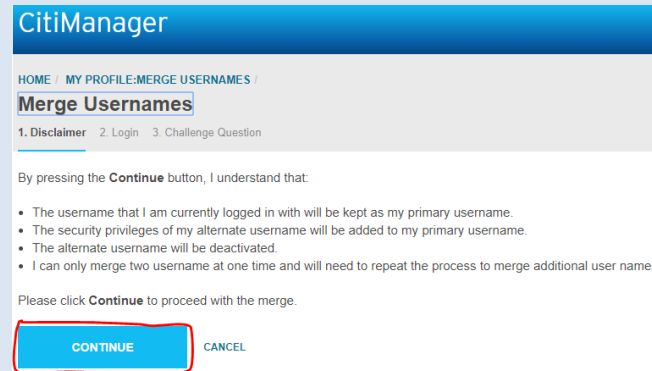 CitiManager
HOME / MY PROFILE:MERGE USERNAMES /
Merge Usernames
1. Disclaimer 2. Login 3. Challenge Question
By pressing the Continue button, I understand that:
• The username that I am currently logged in with will be kept as my primary username.
• The security privileges of my alternate username will be added to my primary username.
• The alternate username will be deactivated.
• I can only merge two username at one time and will need to repeat the process to merge additional user name
Please click Continue to proceed with the merge.
CONTINUE CANCEL